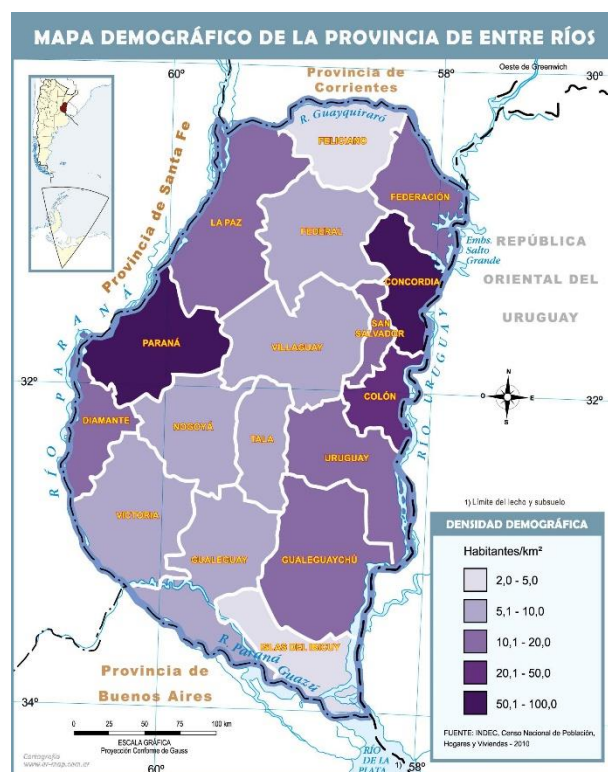 MAPA DEMOGRÁFICO DE LA PROVINCIA DE ENTRE RÍOS
60°
Provincia de
Corrientes
58°
Oeste de Greenwich
30°
R. Guayquiraró
FELICIANO
Provincia de Santa Fe
FEDERACIÓN
LA PAZ
FEDERAL
Embs.
Salto
Grande
REPÚBLICA
ORIENTAL DEL
URUGUAY
CONCORDIA
RÍO PARANÁ
PARANÁ
VILLAGUAY
SAN
SALVADOR
RÍO URUGUAY
32°
32°
COLÓN
N
O
E
S
DIAMANTE
NOGOYÁ
TALA
URUGUAY
1) Límite del lecho y subsuelo
VICTORIA
GUALEGUAY
GUALEGUAYCHÚ
DENSIDAD DEMOGRÁFICA
Habitantes/km²
2,0 - 5,0
5,1 - 10,0
10,1 - 20,0
20,1 - 50,0
50,1 - 100,0
FUENTE: INDEC, Censo Nacional de Población,
Hogares y Viviendas - 2010
ISLAS DEL IBICUY
R. Paraná Guazú
Provincia de
Buenos Aires
34°
0 25 50 75 100 km
ESCALA GRÁFICA
Proyección Conforme de Gauss
Cartografía
60°
RÍO
DE LA
PLATA
1)
58°